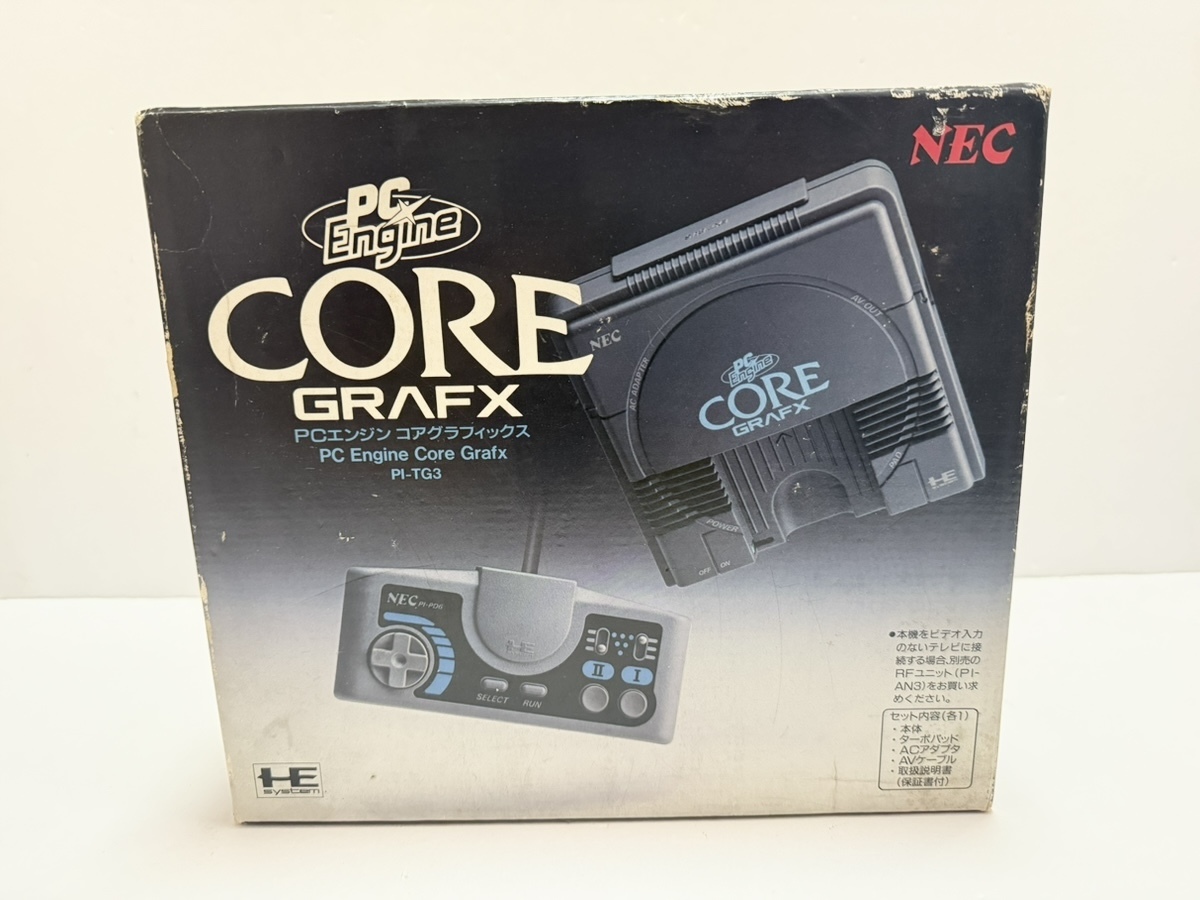 NEC
PC
Engine
CORE
GRAFX
PCエンジン コアグラフィックス
PC Engine Core Grafx
PI-TG3
NEC
AC ADAPTER
AV OUT
PC
Engine
CORE
GRAFX
POWER
OFF ON
PAD
HE
SYSTEM
NEC PI-PD6
HE
SELECT RUN
II I
●本機をビデオ入力
のないテレビに接
続する場合、別売の
RFユニット(PI-
AN3)をお買い求
めください。
セット内容(各1)
・本体
・ターボパッド
・ACアダプタ
・AVケーブル
・取扱説明書
(保証書付)
HE
system